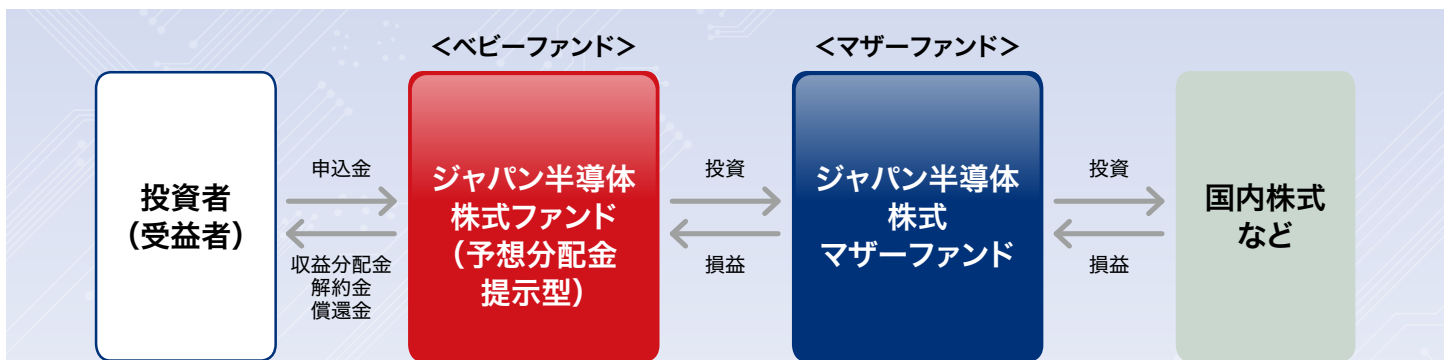 <ベビーファンド>
<マザーファンド>
投資者
(受益者)
申込金
収益分配金
解約金
償還金
ジャパン半導体
株式ファンド
(予想分配金
提示型)
投資
損益
ジャパン半導体
株式
マザーファンド
投資
損益
国内株式
など